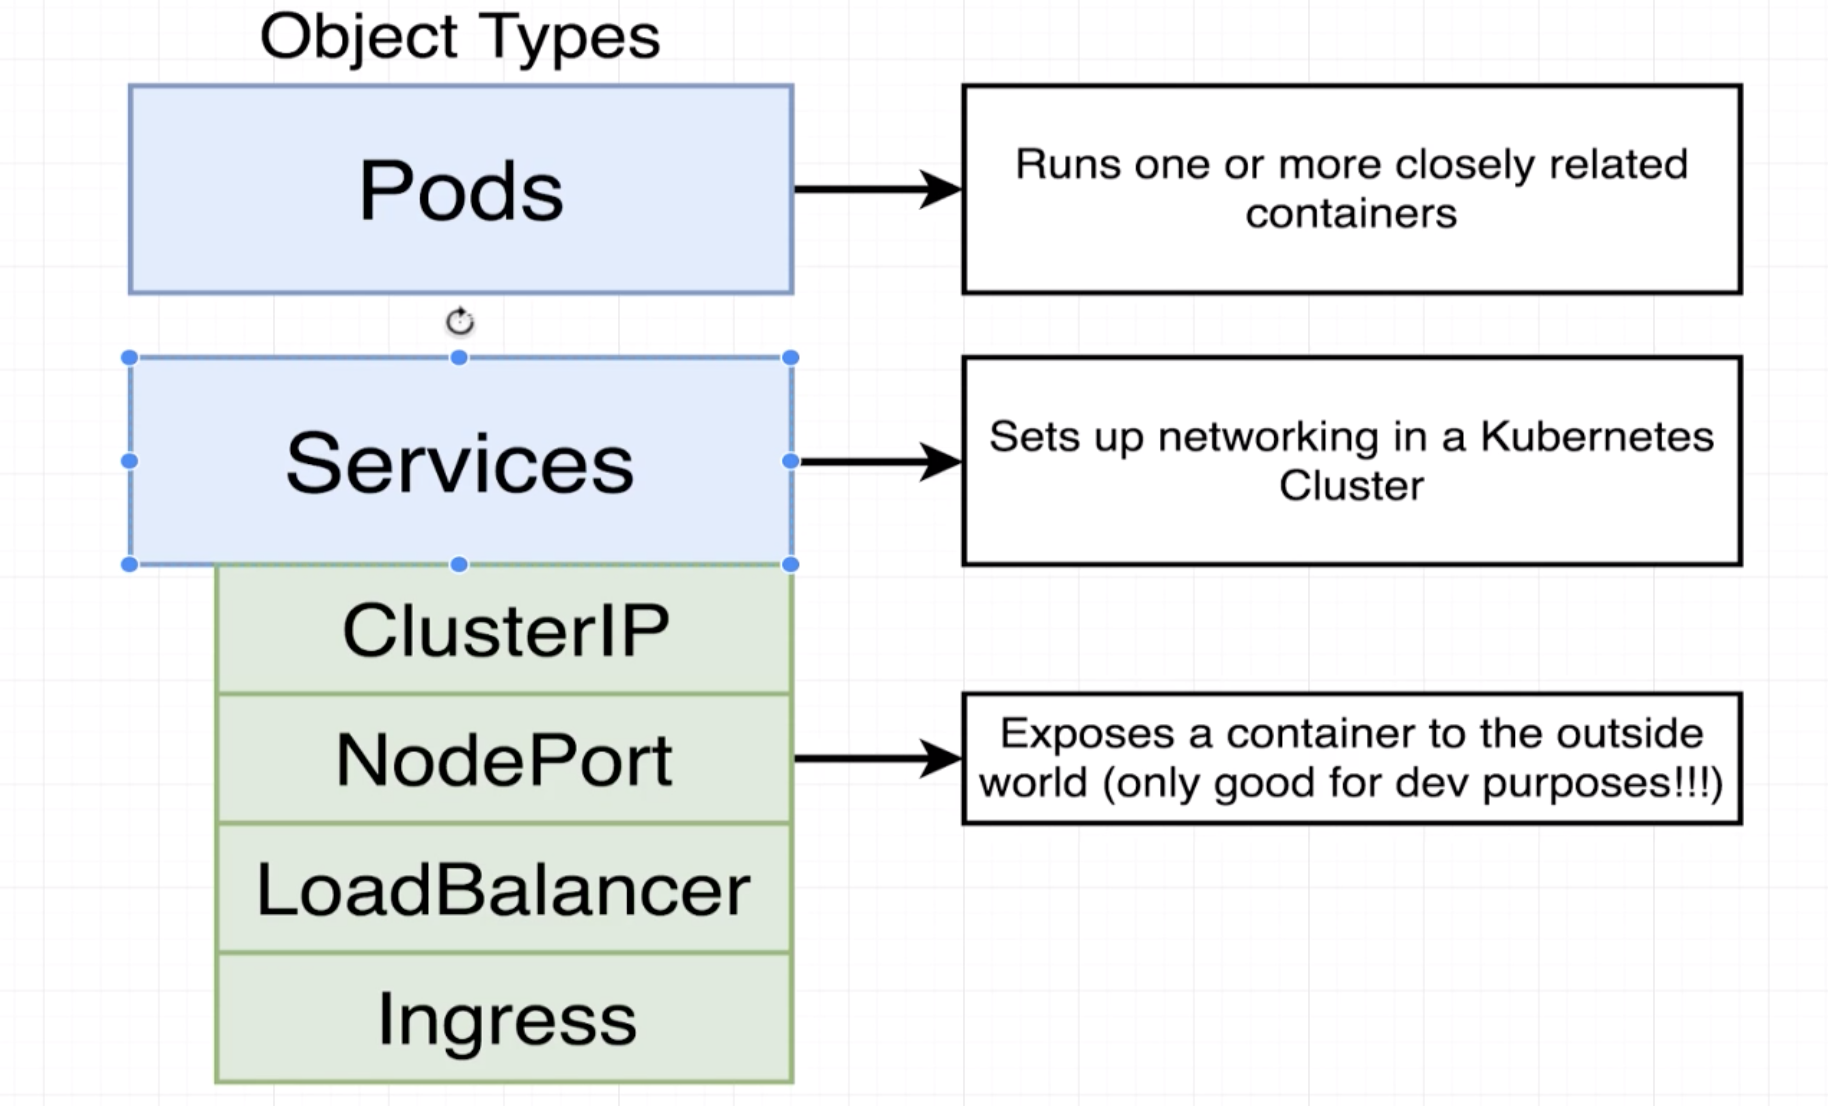 Object Types
Pods
Runs one or more closely related
containers
Services
Sets up networking in a Kubernetes
Cluster
ClusterIP
NodePort
Exposes a container to the outside
world (only good for dev purposes!!!)
LoadBalancer
Ingress